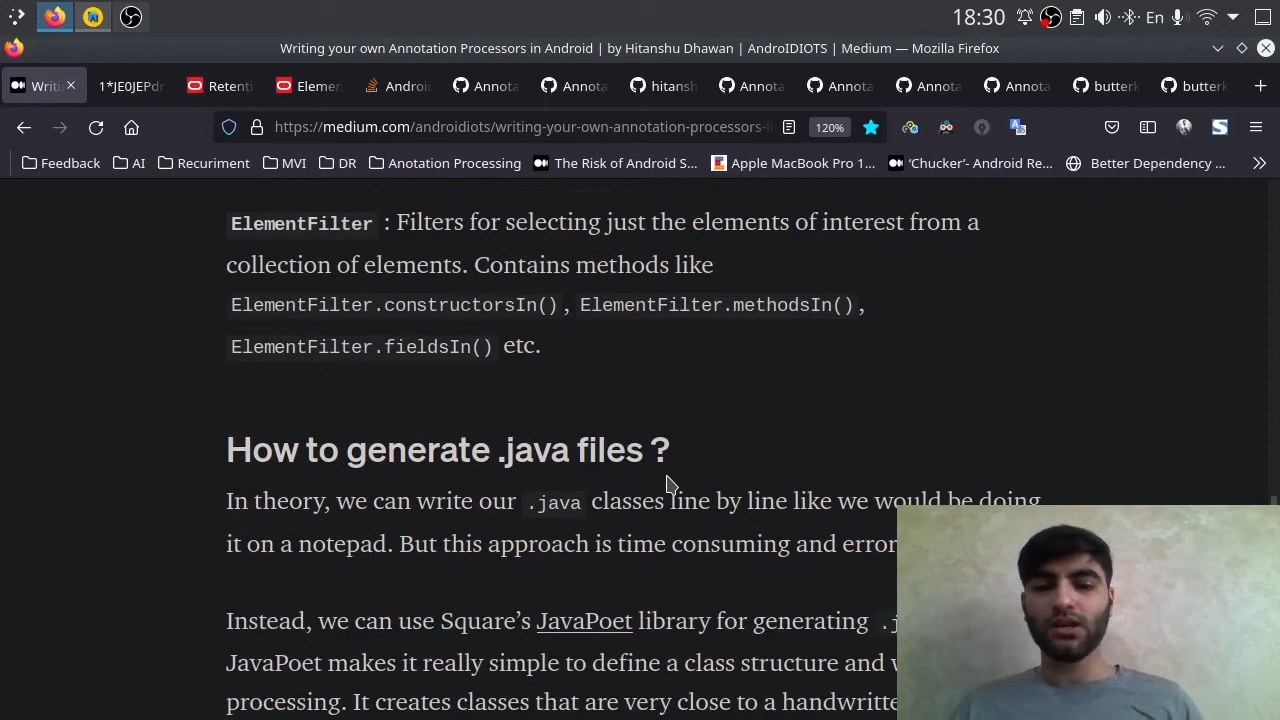 18:30
En
Writing your own Annotation Processors in Android | by Hitanshu Dhawan | AndroIDIOTS | Medium — Mozilla Firefox
Writi 1*JE0JEPdr Retenti Elemen Androi Annota Annota hitansh Annota Annota Annota Annota butterk butterk
https://medium.com/androidiots/writing-your-own-annotation-processors-i 120%
Feedback AI Recuriment MVI DR Anotation Processing The Risk of Android S... Apple MacBook Pro 1... ‘Chucker’- Android Re... Better Dependency ...
ElementFilter : Filters for selecting just the elements of interest from a
collection of elements. Contains methods like
ElementFilter.constructorsIn() , ElementFilter.methodsIn() ,
ElementFilter.fieldsIn() etc.
How to generate .java files ?
In theory, we can write our .java classes line by line like we would be doing
it on a notepad. But this approach is time consuming and error
Instead, we can use Square’s JavaPoet library for generating .j
JavaPoet makes it really simple to define a class structure and w
processing. It creates classes that are very close to a handwritte